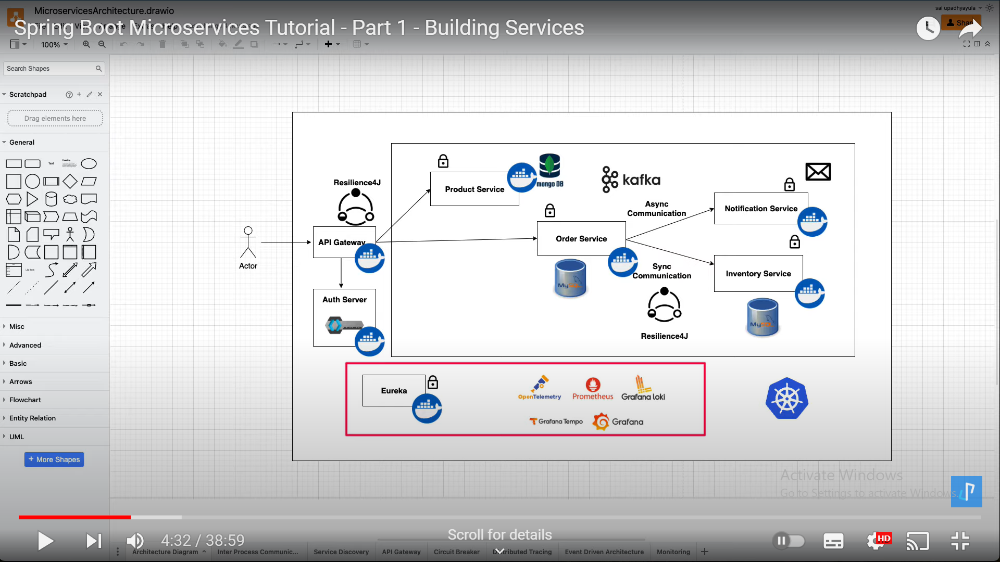 MicroservicesArchitecture.drawio
sai upadhyayula
Spring Boot Microservices Tutorial - Part 1 - Building Services
Share
100%
Search Shapes
Scratchpad
Drag elements here
General
Text
Heading
List Item
Misc
Advanced
Basic
Arrows
Flowchart
Entity Relation
UML
+ More Shapes
Actor
Resilience4J
API Gateway
Auth Server
Product Service
mongo DB
kafka
Async
Communication
Order Service
MySQL
Sync
Communication
Resilience4J
Notification Service
Inventory Service
MySQL
Eureka
OpenTelemetry
Prometheus
Grafana loki
Grafana Tempo
Grafana
Activate Windows
Go to Settings to activate Windows.
4:32 / 38:59
Scroll for details
HD
Architecture Diagram
Inter Process Communic...
Service Discovery
API Gateway
Circuit Breaker
Distributed Tracing
Event Driven Architecture
Monitoring